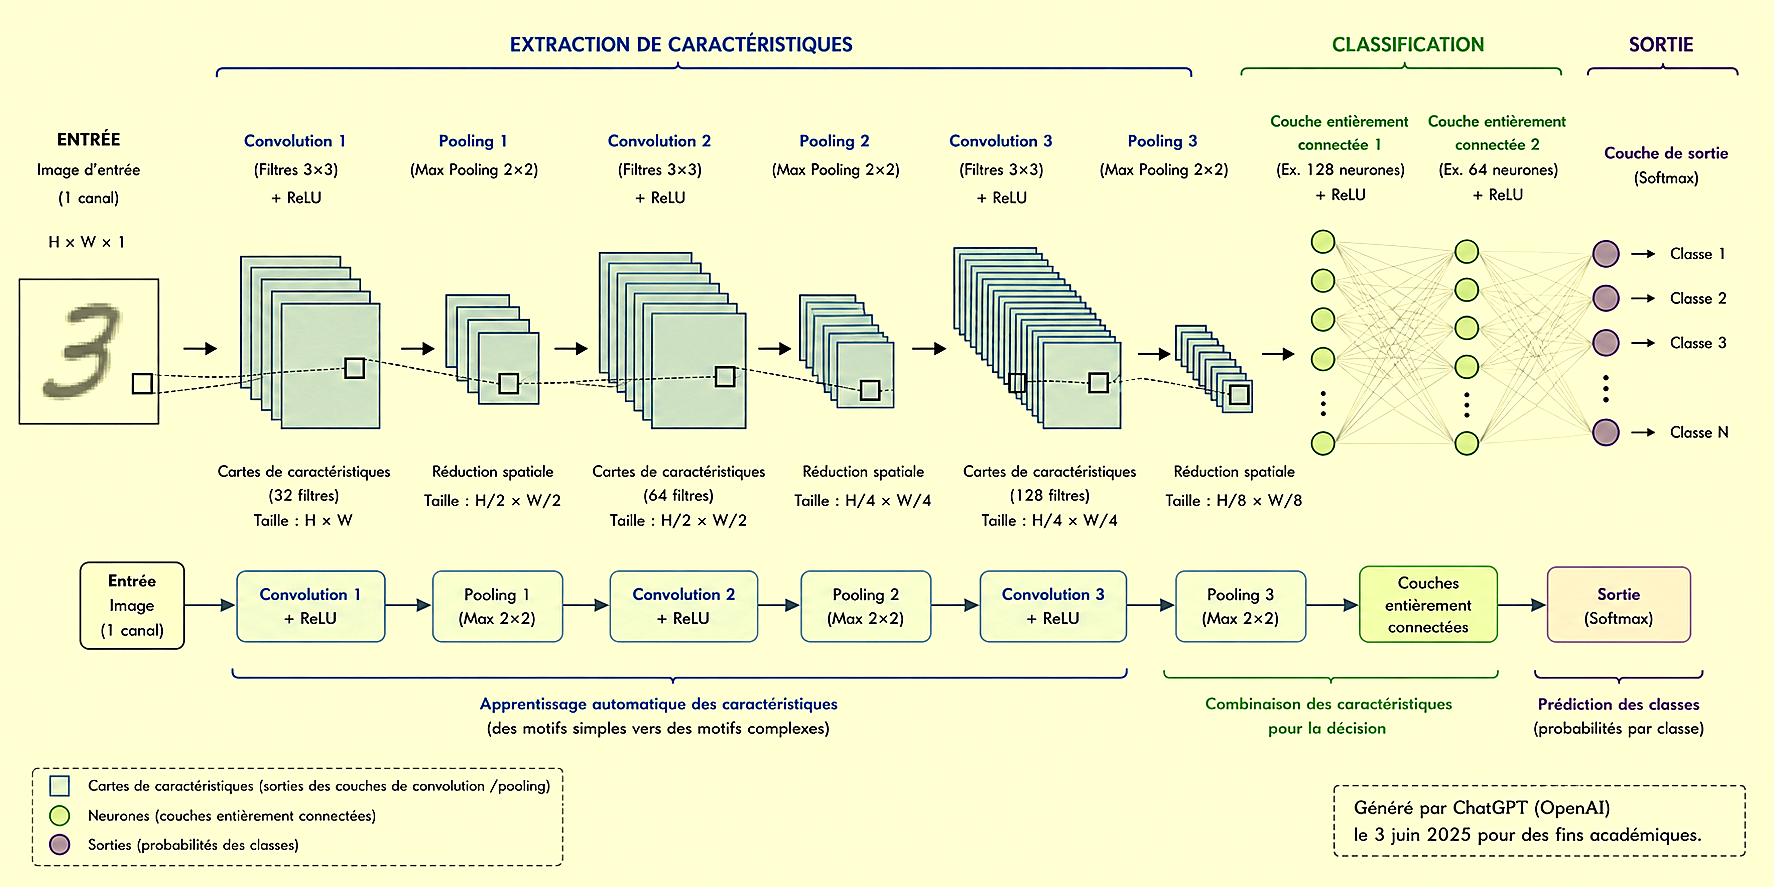 EXTRACTION DE CARACTÉRISTIQUES
CLASSIFICATION
SORTIE
ENTRÉE
Image d'entrée
(1 canal)
H × W × 1
Convolution 1
(Filtres 3×3)
+ ReLU
Pooling 1
(Max Pooling 2×2)
Convolution 2
(Filtres 3×3)
+ ReLU
Pooling 2
(Max Pooling 2×2)
Convolution 3
(Filtres 3×3)
+ ReLU
Pooling 3
(Max Pooling 2×2)
Couche entièrement
connectée 1
(Ex. 128 neurones)
+ ReLU
Couche entièrement
connectée 2
(Ex. 64 neurones)
+ ReLU
Couche de sortie
(Softmax)
3
Classe 1
Classe 2
Classe 3
Classe N
Cartes de caractéristiques
(32 filtres)
Taille : H × W
Réduction spatiale
Taille : H/2 × W/2
Cartes de caractéristiques
(64 filtres)
Taille : H/2 × W/2
Réduction spatiale
Taille : H/4 × W/4
Cartes de caractéristiques
(128 filtres)
Taille : H/4 × W/4
Réduction spatiale
Taille : H/8 × W/8
Entrée
Image
(1 canal)
Convolution 1
+ ReLU
Pooling 1
(Max 2×2)
Convolution 2
+ ReLU
Pooling 2
(Max 2×2)
Convolution 3
+ ReLU
Pooling 3
(Max 2×2)
Couches
entièrement
connectées
Sortie
(Softmax)
Apprentissage automatique des caractéristiques
(des motifs simples vers des motifs complexes)
Combinaison des caractéristiques
pour la décision
Prédiction des classes
(probabilités par classe)
Cartes de caractéristiques (sorties des couches de convolution /pooling)
Neurones (couches entièrement connectées)
Sorties (probabilités des classes)
Généré par ChatGPT (OpenAI)
le 3 juin 2025 pour des fins académiques.